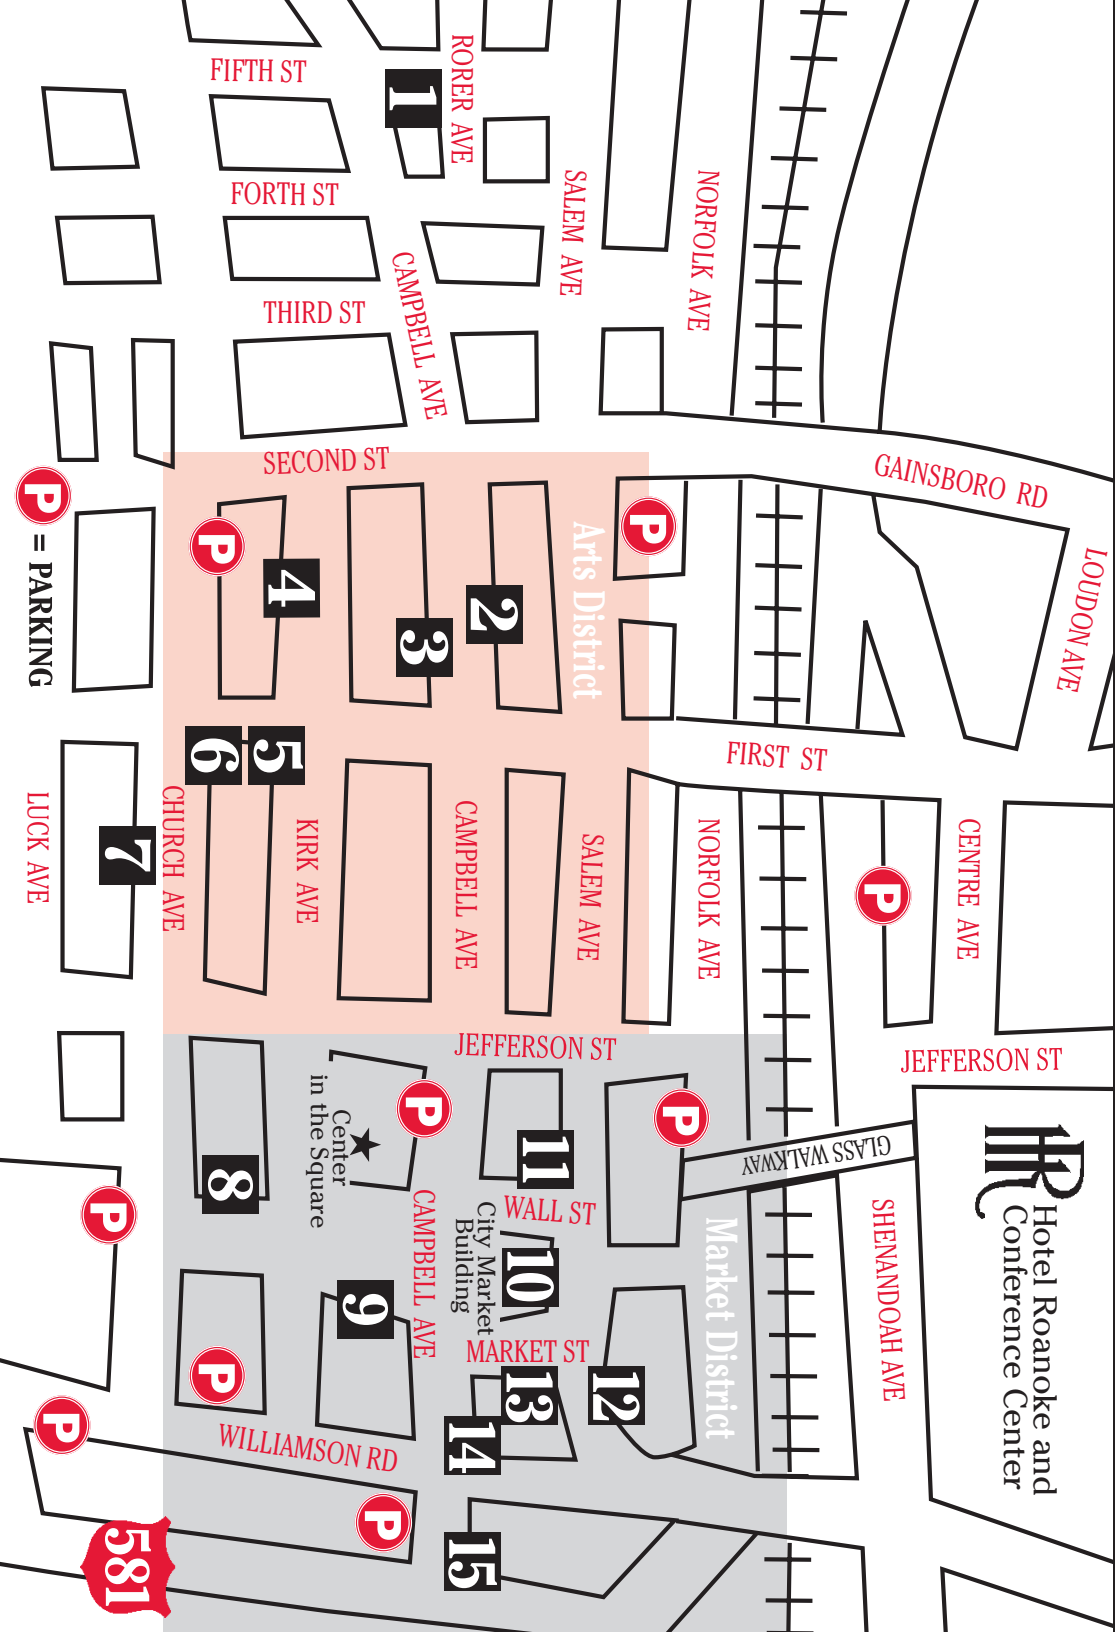 FIFTH ST
RORER AVE
1
FORTH ST
SALEM AVE
NORFOLK AVE
CAMPBELL AVE
THIRD ST
SECOND ST
GAINSBORO RD
P
= PARKING
P
P
Arts District
LOUDON AVE
4
2
3
FIRST ST
5
6
CHURCH AVE
LUCK AVE
7
KIRK AVE
CAMPBELL AVE
SALEM AVE
NORFOLK AVE
CENTRE AVE
P
JEFFERSON ST
JEFFERSON ST
P
P
Center
in the Square
11
GLASS WALKWAY
HR
Hotel Roanoke and
Conference Center
8
P
WALL ST
CAMPBELL AVE
City Market
Building
10
Market District
SHENANDOAH AVE
9
MARKET ST
P
12
13
14
P
WILLIAMSON RD
P
15
581